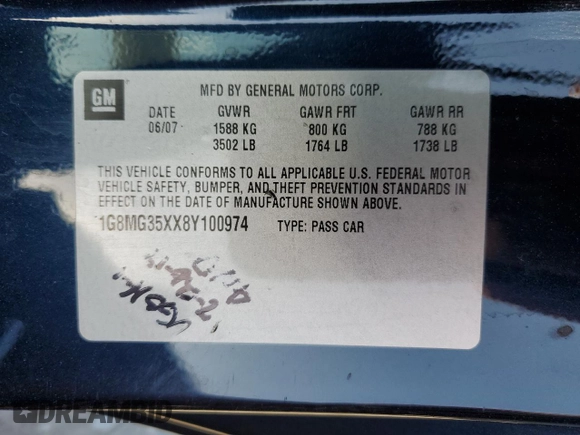 GM
MFD BY GENERAL MOTORS CORP.
DATE GVWR GAWR FRT GAWR RR
06/07 1588 KG 800 KG 788 KG
3502 LB 1764 LB 1738 LB
THIS VEHICLE CONFORMS TO ALL APPLICABLE U.S. FEDERAL MOTOR
VEHICLE SAFETY, BUMPER, AND THEFT PREVENTION STANDARDS IN
EFFECT ON THE DATE OF MANUFACTURE SHOWN ABOVE.
1G8MG35XX8Y100974 TYPE: PASS CAR
DREAMBID